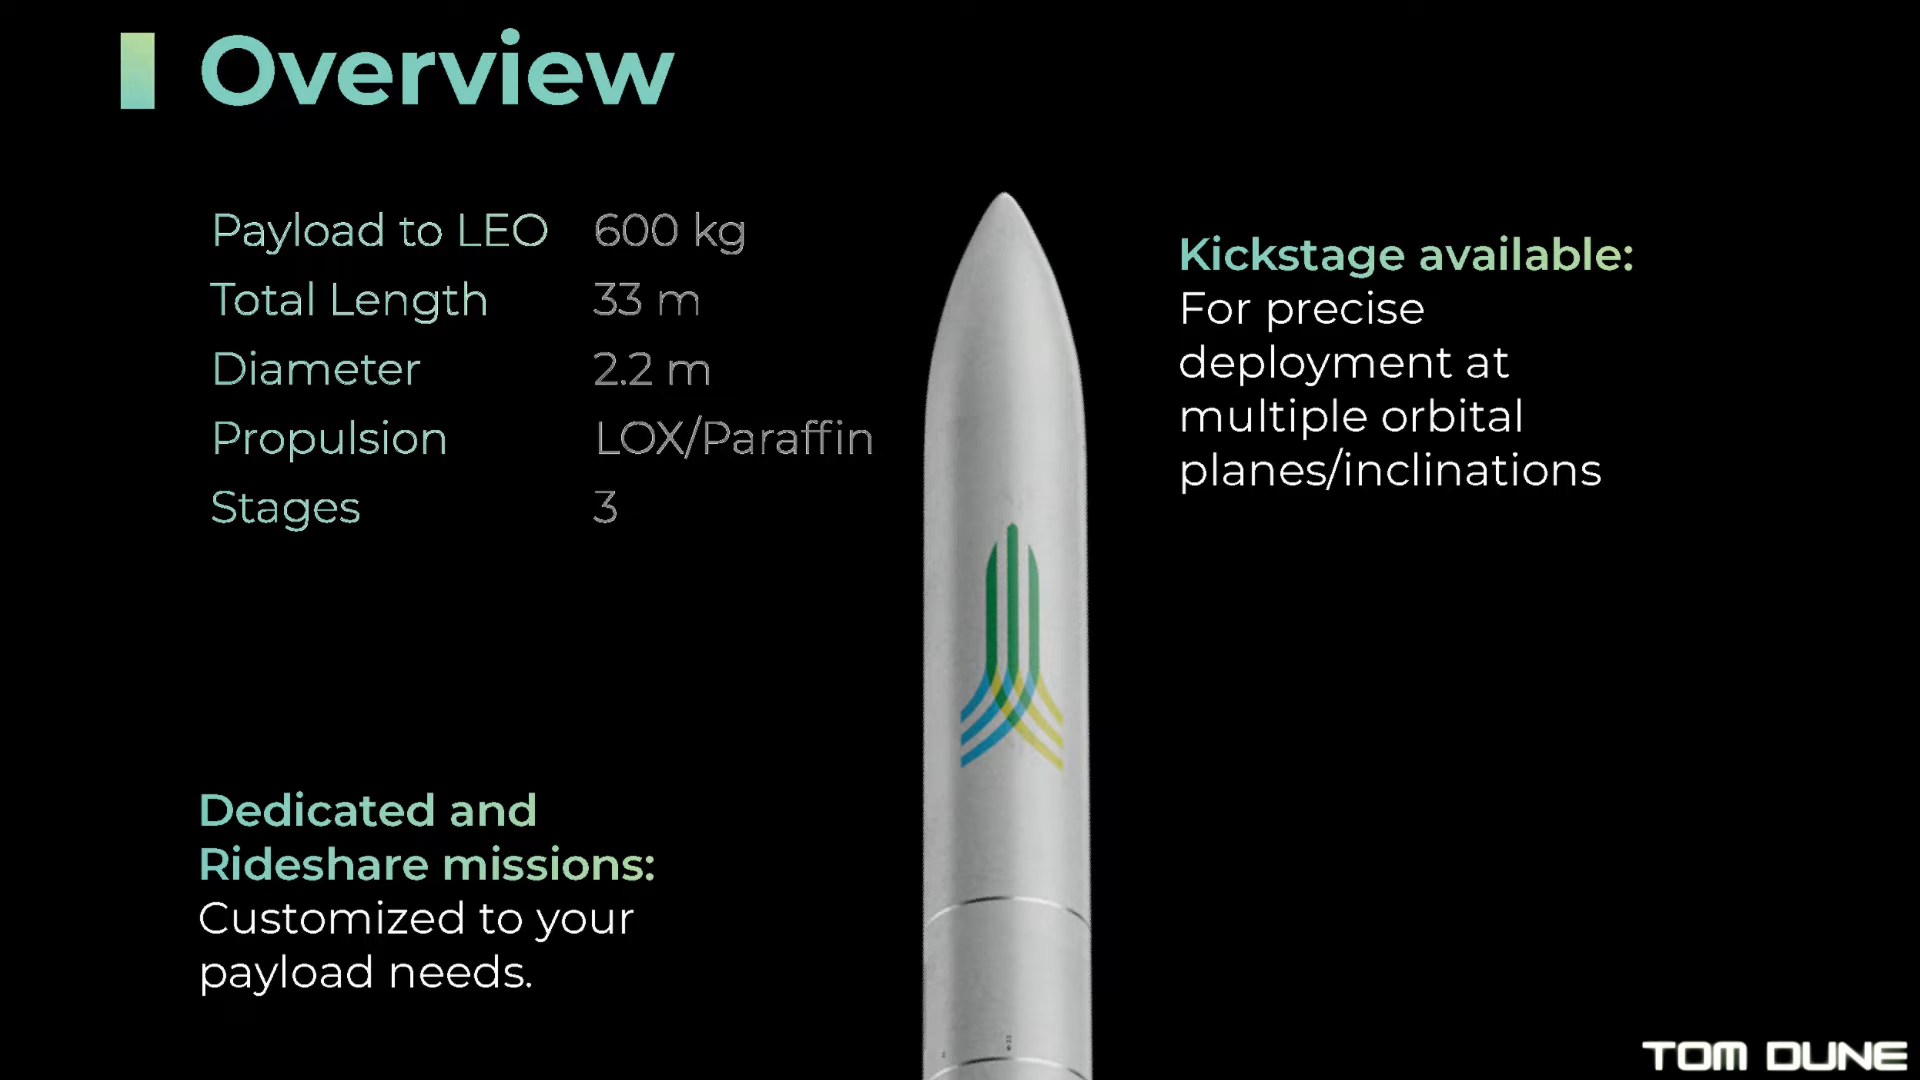 Overview
Payload to LEO 600 kg
Total Length 33 m
Diameter 2.2 m
Propulsion LOX/Paraffin
Stages 3
Kickstage available:
For precise
deployment at
multiple orbital
planes/inclinations
Dedicated and
Rideshare missions:
Customized to your
payload needs.
TOM DUNE